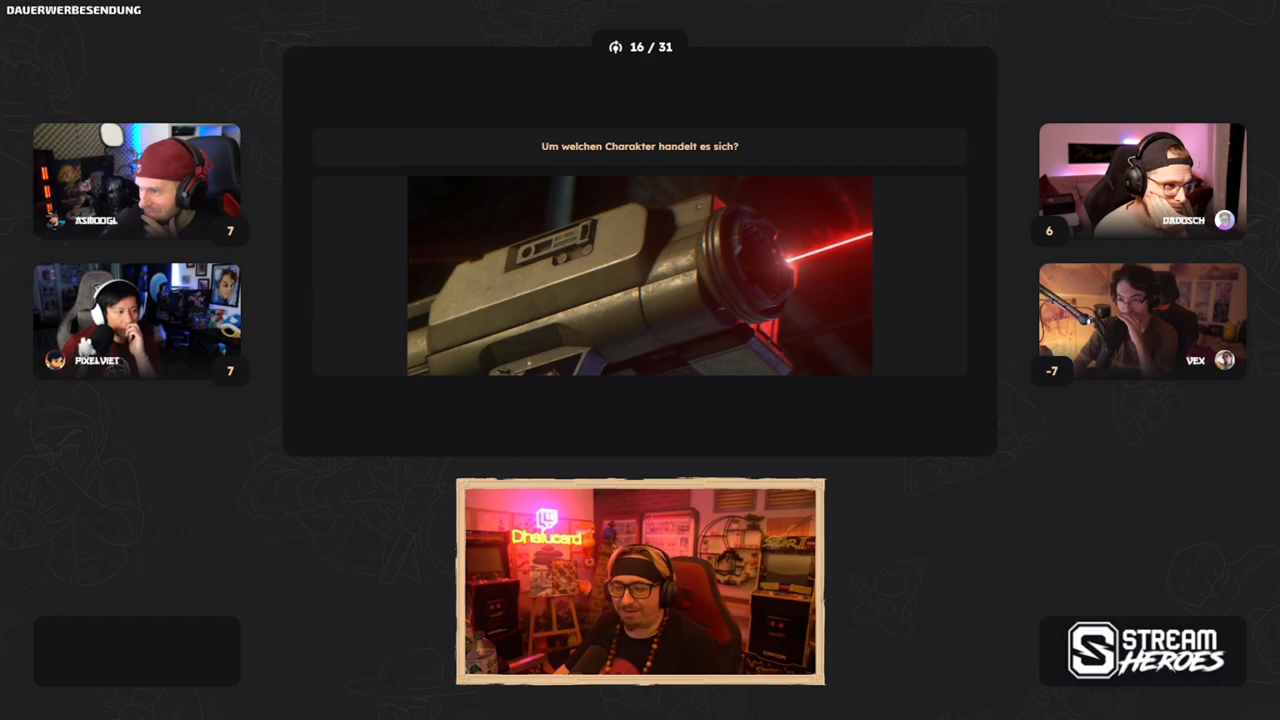 DAUERWERBESENDUNG
16 / 31
Um welchen Charakter handelt es sich?
ASMOOGL
7
DADOSCH
6
PIXELVIET
7
VEX
-7
Dhalucard
CAPCOM
STREAM
HEROES